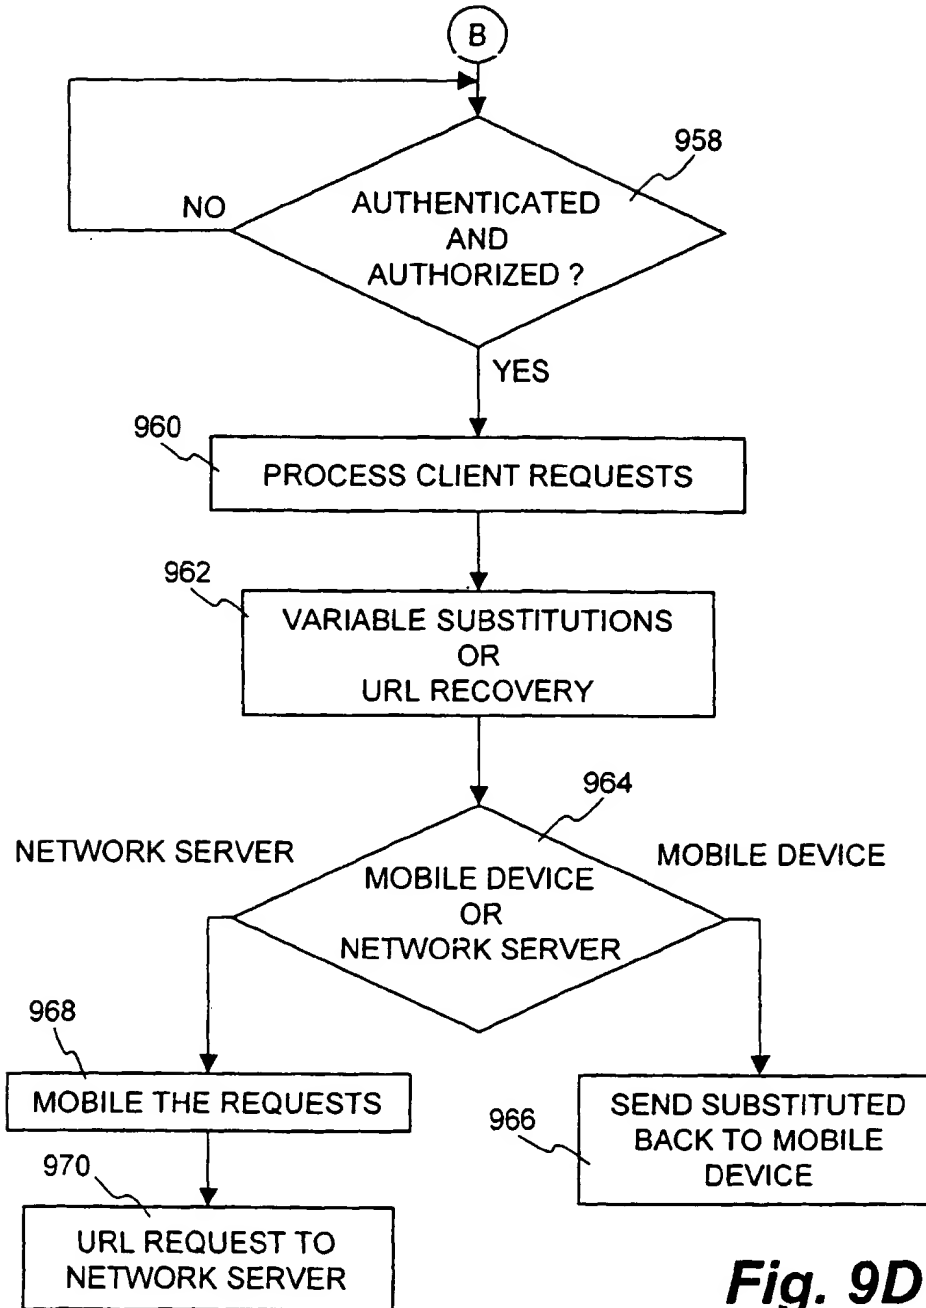 B
958
NO
AUTHENTICATED
AND
AUTHORIZED ?
YES
960
PROCESS CLIENT REQUESTS
962
VARIABLE SUBSTITUTIONS
OR
URL RECOVERY
964
NETWORK SERVER
MOBILE DEVICE
MOBILE DEVICE
OR
NETWORK SERVER
968
MOBILE THE REQUESTS
966
SEND SUBSTITUTED
BACK TO MOBILE
DEVICE
970
URL REQUEST TO
NETWORK SERVER
Fig. 9D